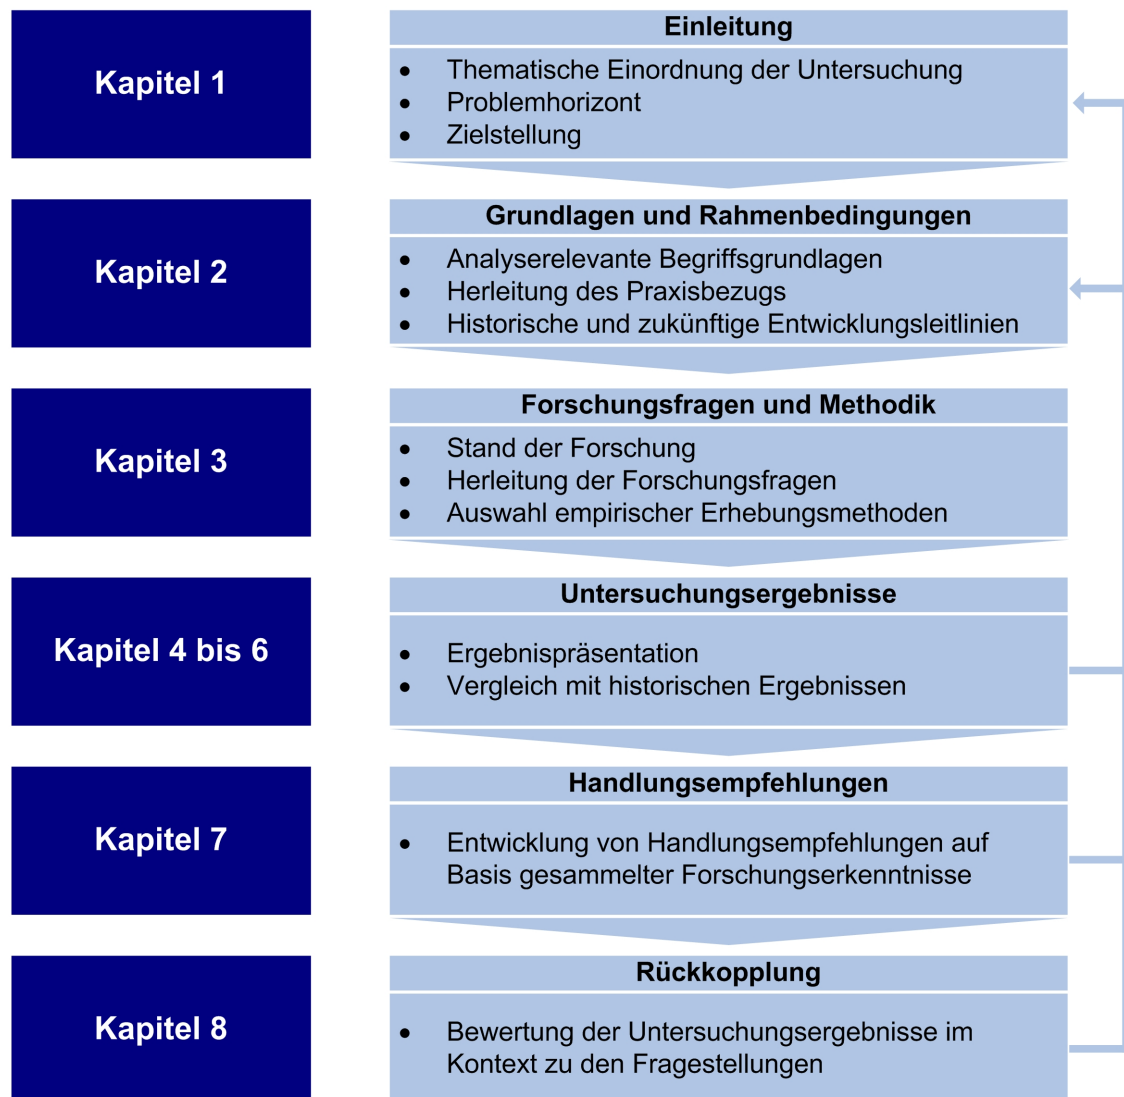 Kapitel 1
Einleitung
• Thematische Einordnung der Untersuchung
• Problemhorizont
• Zielstellung
Kapitel 2
Grundlagen und Rahmenbedingungen
• Analyserelevante Begriffsgrundlagen
• Herleitung des Praxisbezugs
• Historische und zukünftige Entwicklungsleitlinien
Kapitel 3
Forschungsfragen und Methodik
• Stand der Forschung
• Herleitung der Forschungsfragen
• Auswahl empirischer Erhebungsmethoden
Kapitel 4 bis 6
Untersuchungsergebnisse
• Ergebnispräsentation
• Vergleich mit historischen Ergebnissen
Kapitel 7
Handlungsempfehlungen
• Entwicklung von Handlungsempfehlungen auf
Basis gesammelter Forschungserkenntnisse
Kapitel 8
Rückkopplung
• Bewertung der Untersuchungsergebnisse im
Kontext zu den Fragestellungen